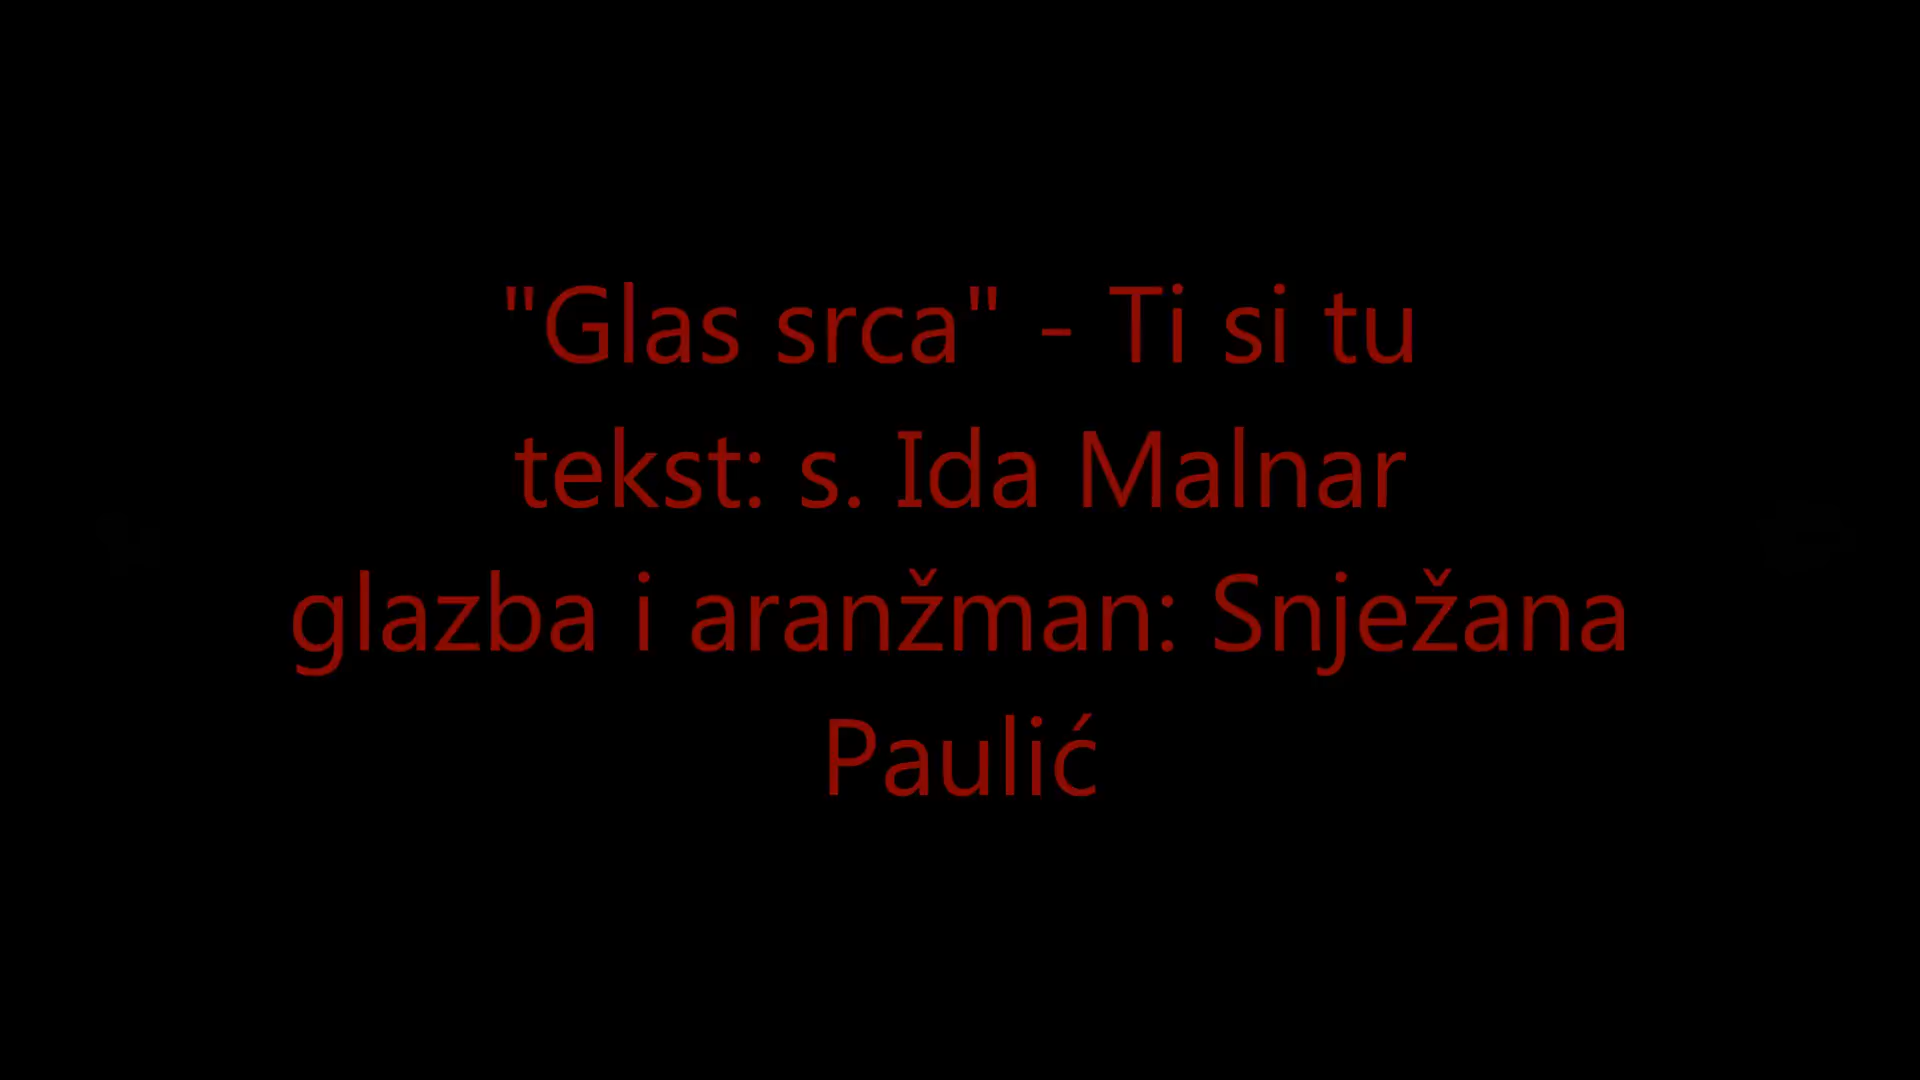 "Glas srca" - Ti si tu
tekst: s. Ida Malnar
glazba i aranžman: Snježana
Paulić